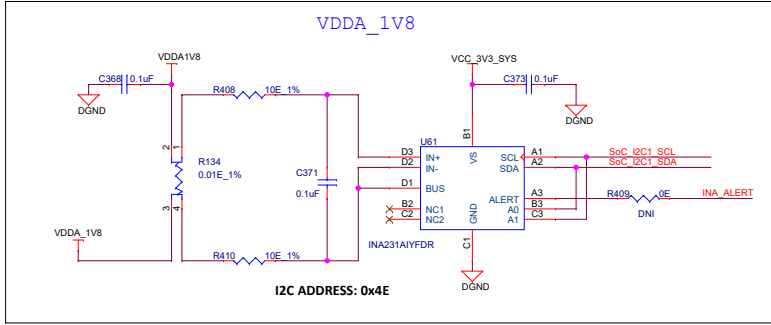 VDDA_1V8
VDDA1V8
VCC_3V3_SYS
C368 0.1uF
C373 0.1uF
DGND
DGND
R408 10E_1%
U61
2 1
B1
D3 IN+ VS SCL A1 SoC_I2C1_SCL
D2 IN- SDA A2 SoC_I2C1_SDA
R134
0.01E_1%
C371
0.1uF
D1 BUS
ALERT A3 R409 0E INA_ALERT
B2 NC1 A0 B3
C2 NC2 GND A1 C3
DNI
3 4
C1
VDDA_1V8
INA231AIYFDR
R410 10E_1%
DGND
I2C ADDRESS: 0x4E